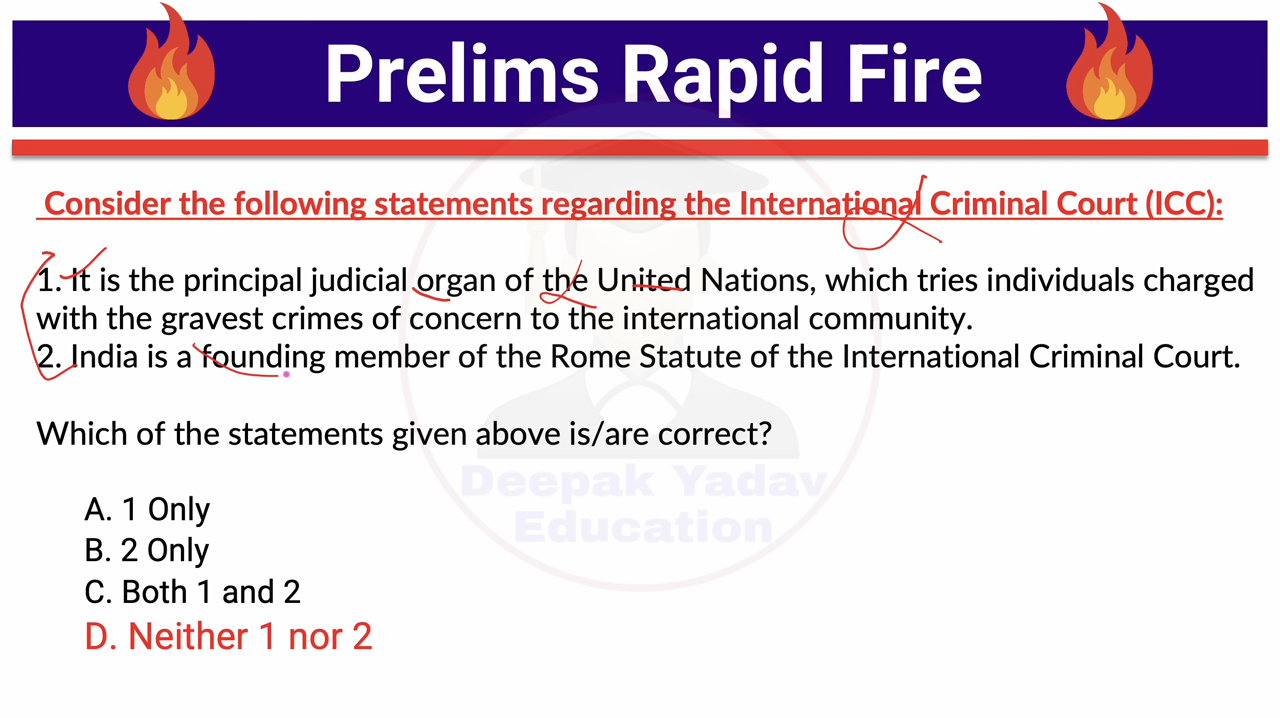 Prelims Rapid Fire
Consider the following statements regarding the International Criminal Court (ICC):
1. It is the principal judicial organ of the United Nations, which tries individuals charged
with the gravest crimes of concern to the international community.
2. India is a founding member of the Rome Statute of the International Criminal Court.
Which of the statements given above is/are correct?
Deepak Yadav
Education
A. 1 Only
B. 2 Only
C. Both 1 and 2
D. Neither 1 nor 2